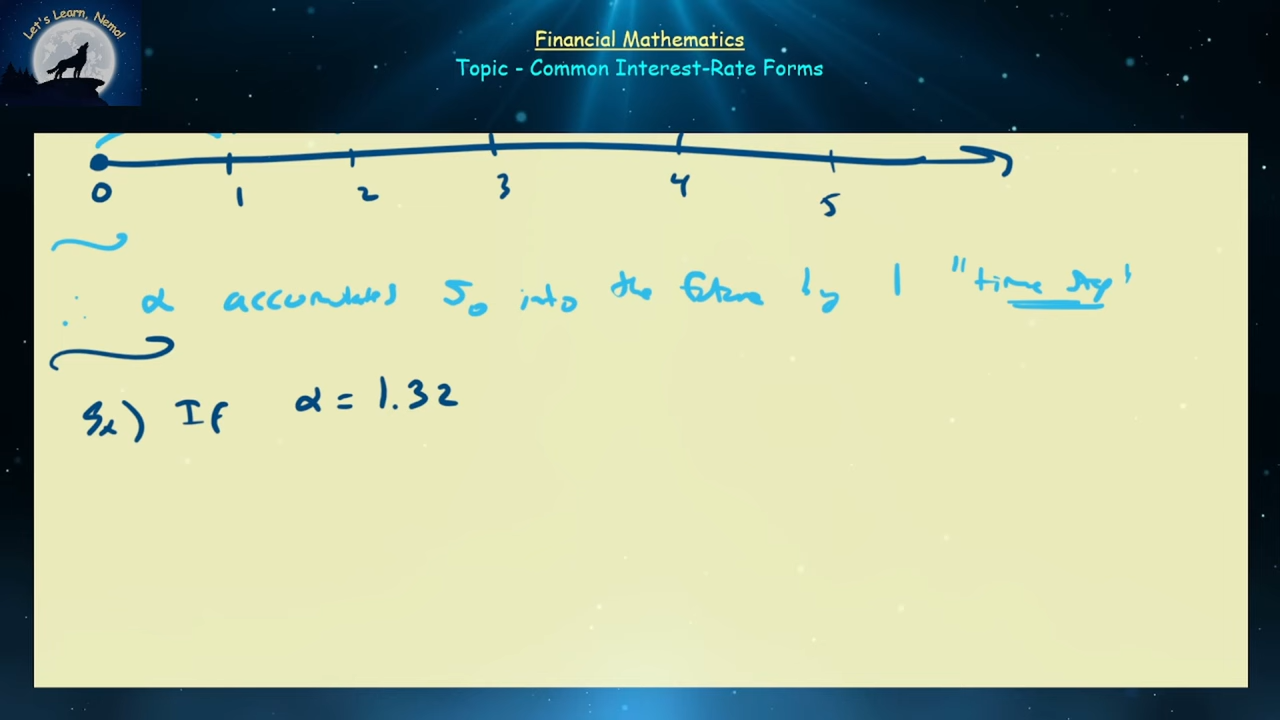 Let's Learn, Nemo!
Financial Mathematics
Topic - Common Interest-Rate Forms
0 1 2 3 4 5
∴ α accumulates S₀ into the future by 1 "time step"
Ex) If α = 1.32